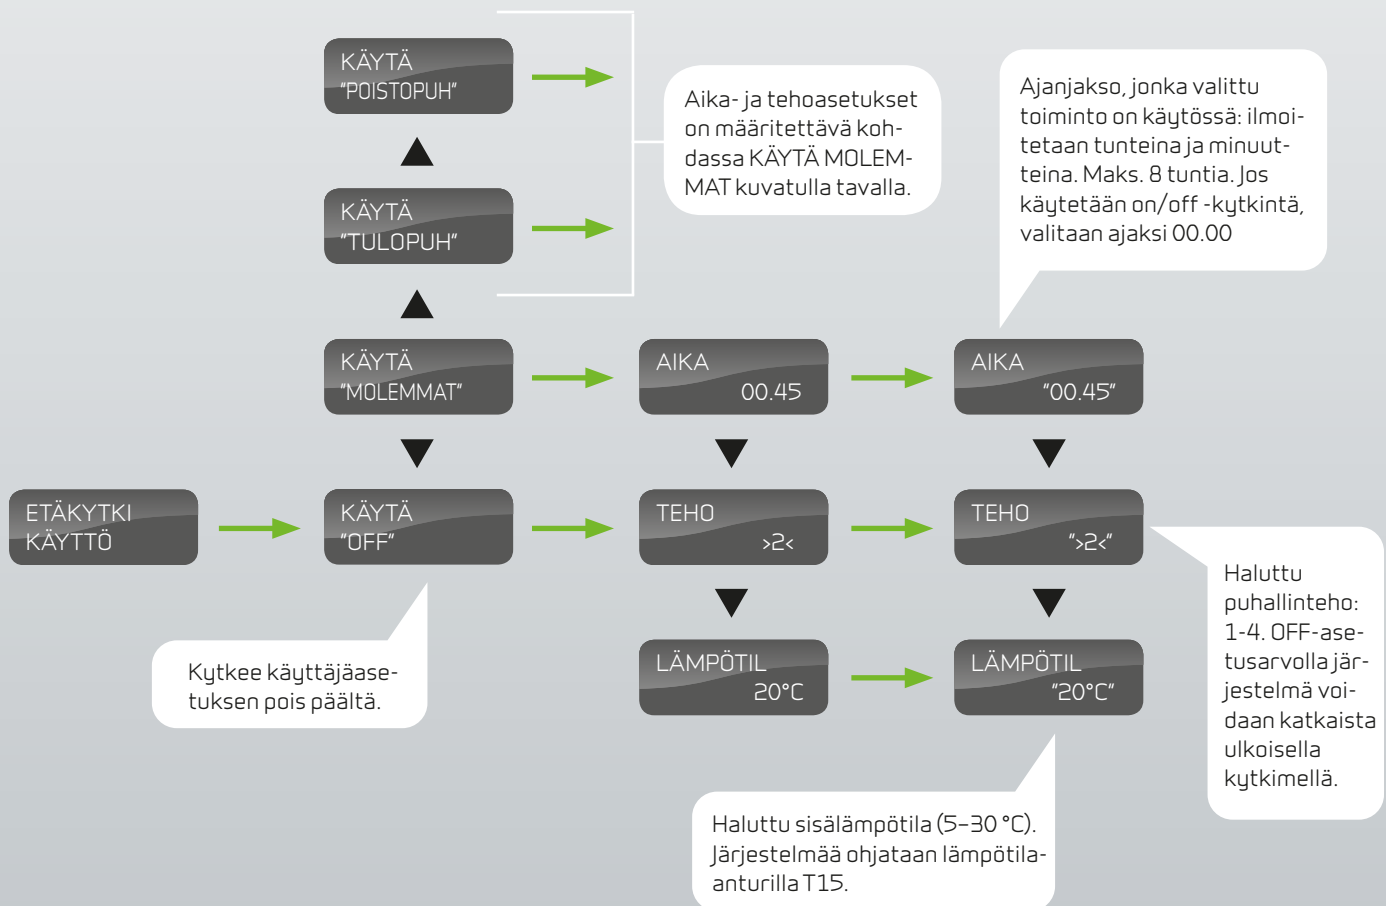 KÄYTÄ
"POISTOPUH"
KÄYTÄ
"TULOPUH"
Aika- ja tehoasetukset
on määritettävä koh-
dassa KÄYTÄ MOLEM-
MAT kuvatulla tavalla.
Ajanjakso, jonka valittu
toiminto on käytössä: ilmoi-
tetaan tunteina ja minuut-
teina. Maks. 8 tuntia. Jos
käytetään on/off -kytkintä,
valitaan ajaksi 00.00
KÄYTÄ
"MOLEMMAT"
AIKA
00.45
AIKA
"00.45"
ETÄKYTKI
KÄYTTÖ
KÄYTÄ
"OFF"
TEHO
>2<
TEHO
">2<"
Kytkee käyttäjäase-
tuksen pois päältä.
LÄMPÖTIL
20°C
LÄMPÖTIL
"20°C"
Haluttu
puhallinteho:
1-4. OFF-ase-
tusarvolla jär-
jestelmä voi-
daan katkaista
ulkoisella
kytkimellä.
Haluttu sisälämpötila (5–30 °C).
Järjestelmää ohjataan lämpötila-
anturilla T15.